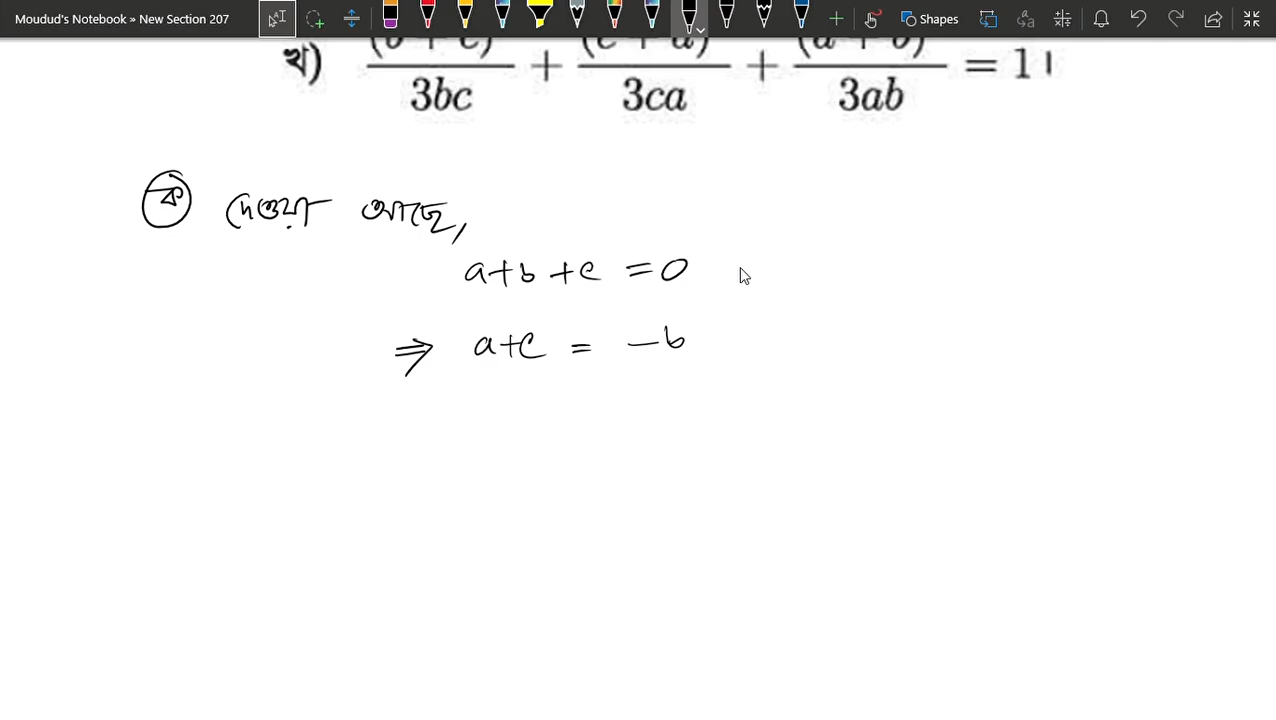 Moudud's Notebook » New Section 207
Shapes
খ) (b + c) / 3bc + (c + a) / 3ca + (a + b) / 3ab = 1।
ক দেওয়া আছে,
a+b+c = 0
⇒ a+c = -b